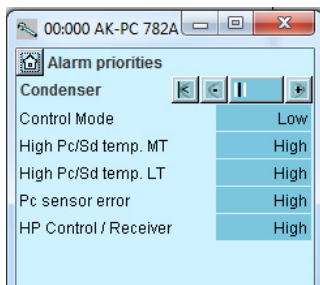 00:000 AK-PC 782A
Alarm priorities
Condenser
Control Mode Low
High Pc/Sd temp. MT High
High Pc/Sd temp. LT High
Pc sensor error High
HP Control / Receiver High